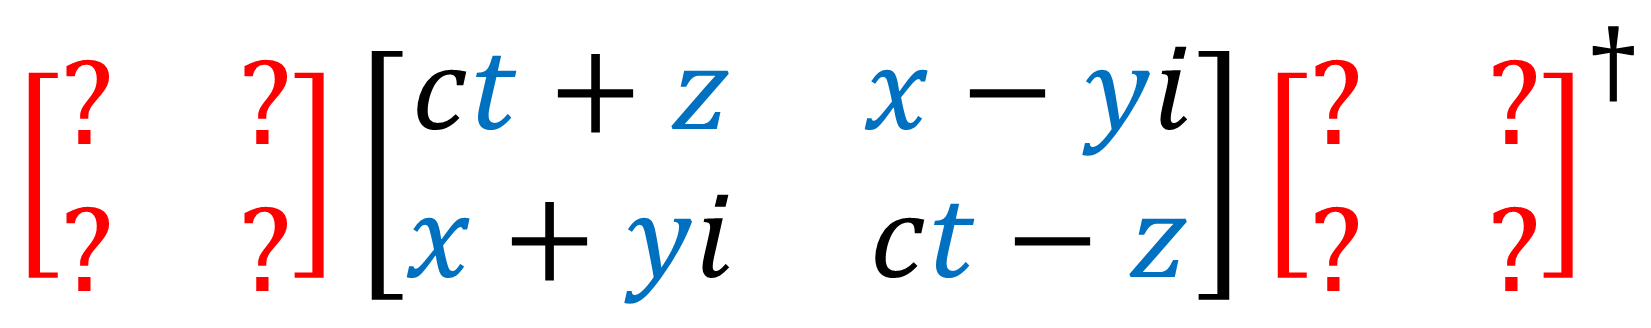 [? ?] [ct + z x − yi] [? ?]†
[? ?] [x + yi ct − z] [? ?]